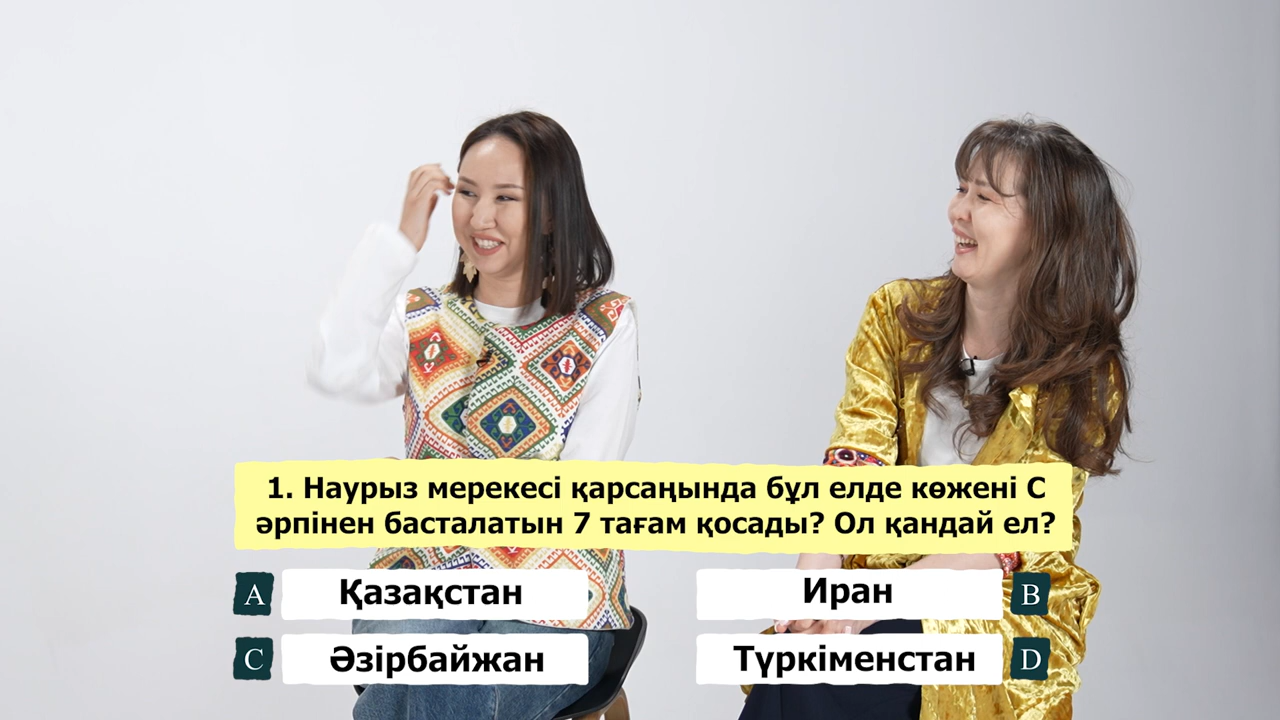 1. Наурыз мерекесі қарсаңында бұл елде көжені С
әрпінен басталатын 7 тағам қосады? Ол қандай ел?
A Қазақстан
Иран B
C Әзірбайжан
Түркіменстан D